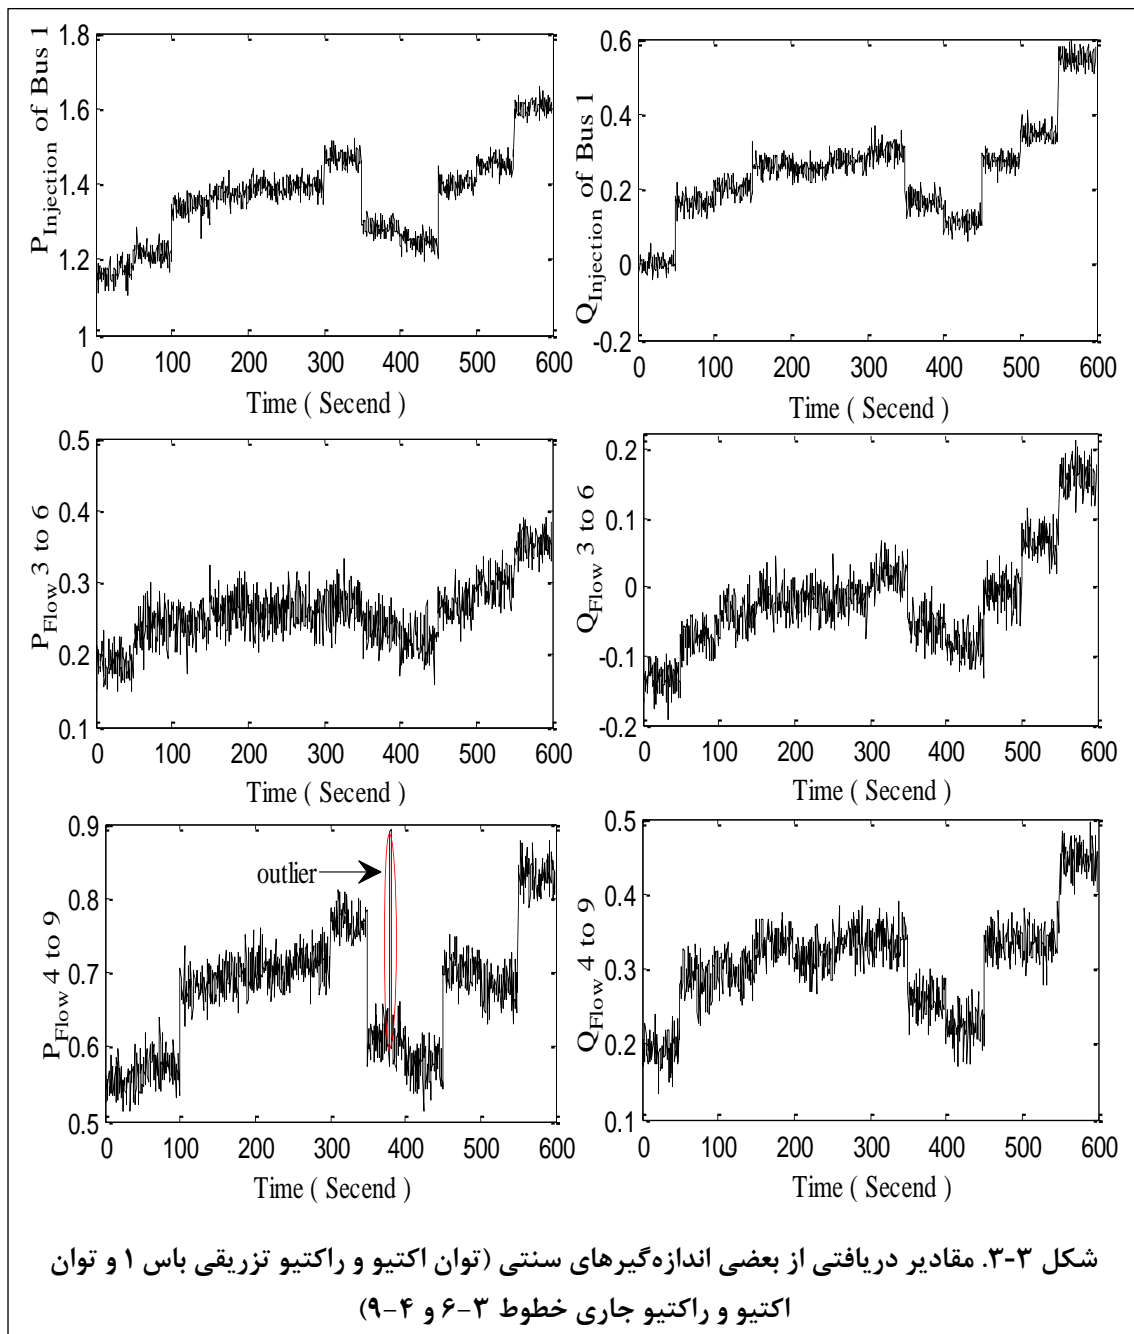 1.8
1.6
1.4
1.2
1
0 100 200 300 400 500 600
P Injection of Bus 1
Time ( Secend )
0.6
0.4
0.2
0
-0.2
0 100 200 300 400 500 600
Q Injection of Bus 1
Time ( Secend )
0.5
0.4
0.3
0.2
0.1
0 100 200 300 400 500 600
P Flow 3 to 6
Time ( Secend )
0.2
0.1
0
-0.1
-0.2
0 100 200 300 400 500 600
Q Flow 3 to 6
Time ( Secend )
0.9
0.8
0.7
0.6
0.5
0 100 200 300 400 500 600
P Flow 4 to 9
outlier
Time ( Secend )
0.5
0.4
0.3
0.2
0.1
0 100 200 300 400 500 600
Q Flow 4 to 9
Time ( Secend )
شکل ۳-۳. مقادیر دریافتی از بعضی اندازه‌گیرهای سنتی (توان اکتیو و راکتیو تزریقی باس ۱ و توان
اکتیو و راکتیو جاری خطوط ۳-۶ و ۴-۹)